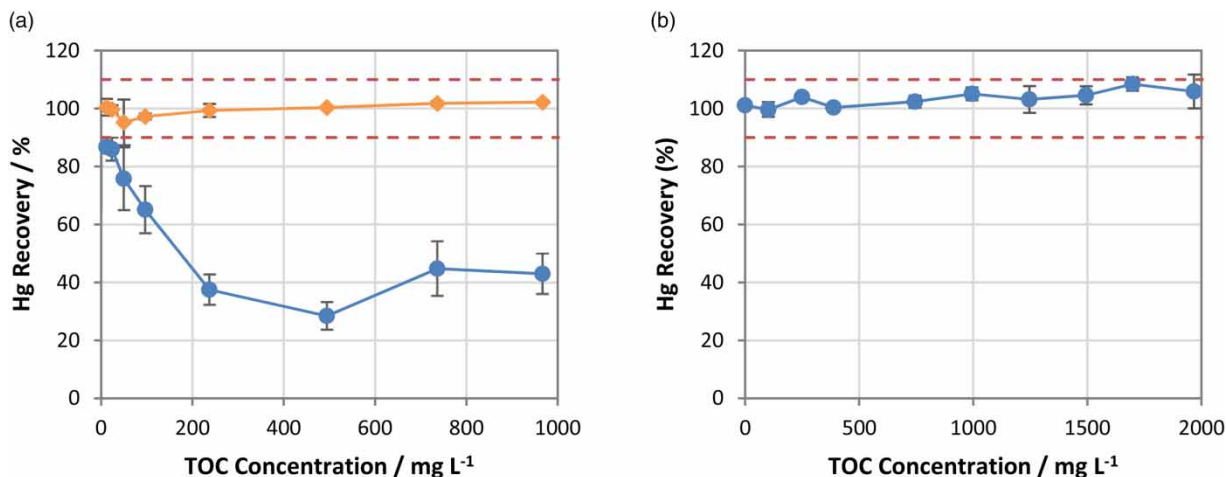 (a)
120
100
80
60
40
20
0
Hg Recovery / %
0 200 400 600 800 1000
TOC Concentration / mg L⁻¹
(b)
120
100
80
60
40
20
0
Hg Recovery (%)
0 500 1000 1500 2000
TOC Concentration / mg L⁻¹